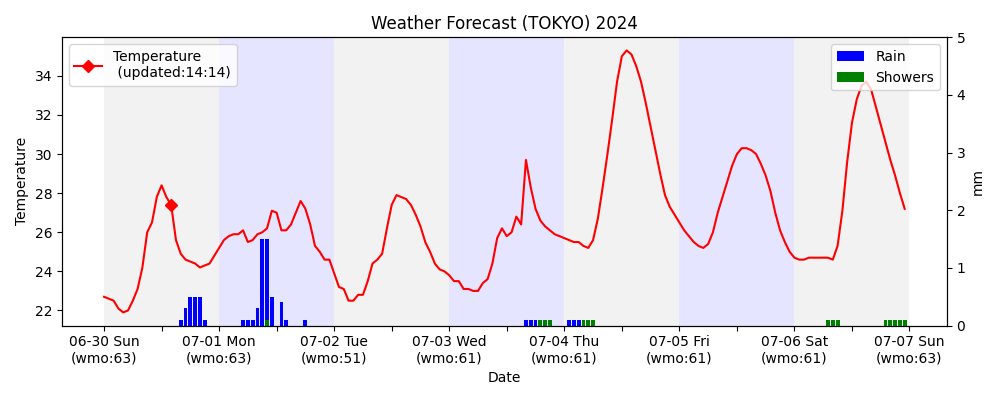 Weather Forecast (TOKYO) 2024
Temperature
(updated:14:14)
Rain
Showers
Temperature
34
32
30
28
26
24
22
5
4
3
2
1
0
mm
06-30 Sun
(wmo:63)
07-01 Mon
(wmo:63)
07-02 Tue
(wmo:51)
07-03 Wed
(wmo:61)
07-04 Thu
(wmo:61)
07-05 Fri
(wmo:61)
07-06 Sat
(wmo:61)
07-07 Sun
(wmo:63)
Date